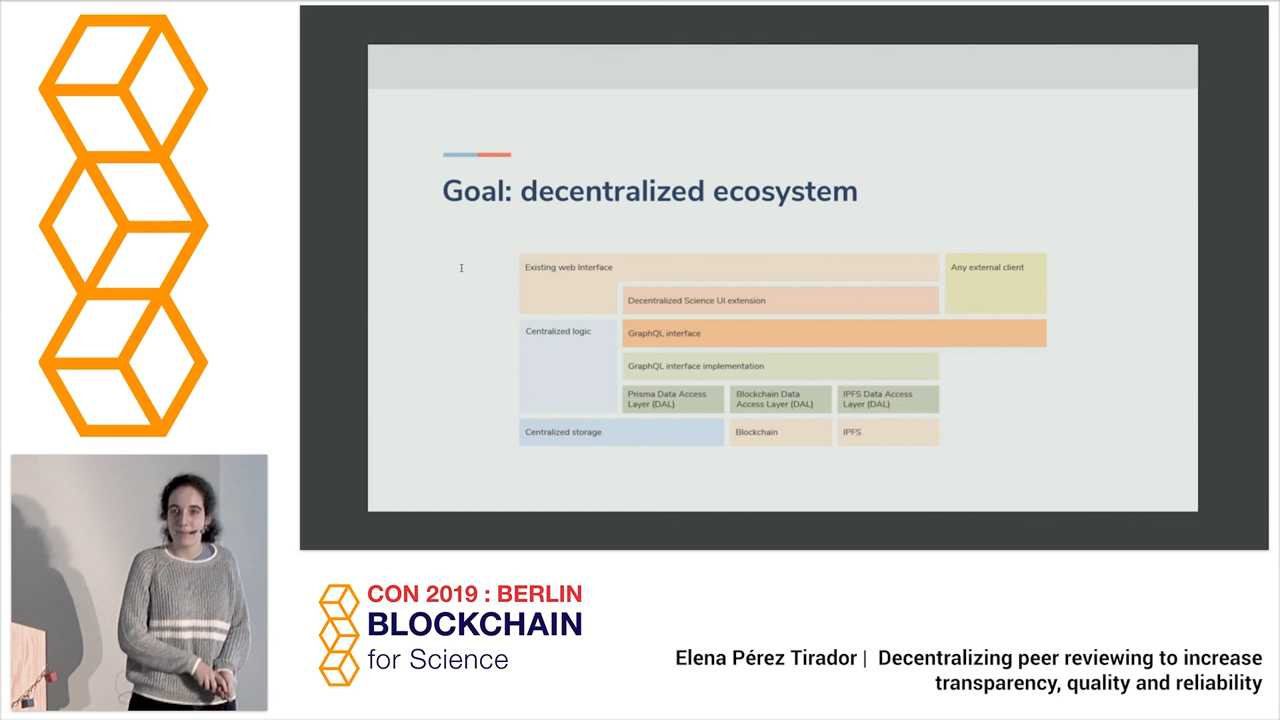 Goal: decentralized ecosystem
Existing web Interface
Any external client
Decentralized Science UI extension
Centralized logic
GraphQL interface
GraphQL interface implementation
Prisma Data Access
Layer (DAL)
Blockchain Data
Access Layer (DAL)
IPFS Data Access
Layer (DAL)
Centralized storage
Blockchain
IPFS
CON 2019 : BERLIN
BLOCKCHAIN
for Science
Elena Pérez Tirador | Decentralizing peer reviewing to increase
transparency, quality and reliability